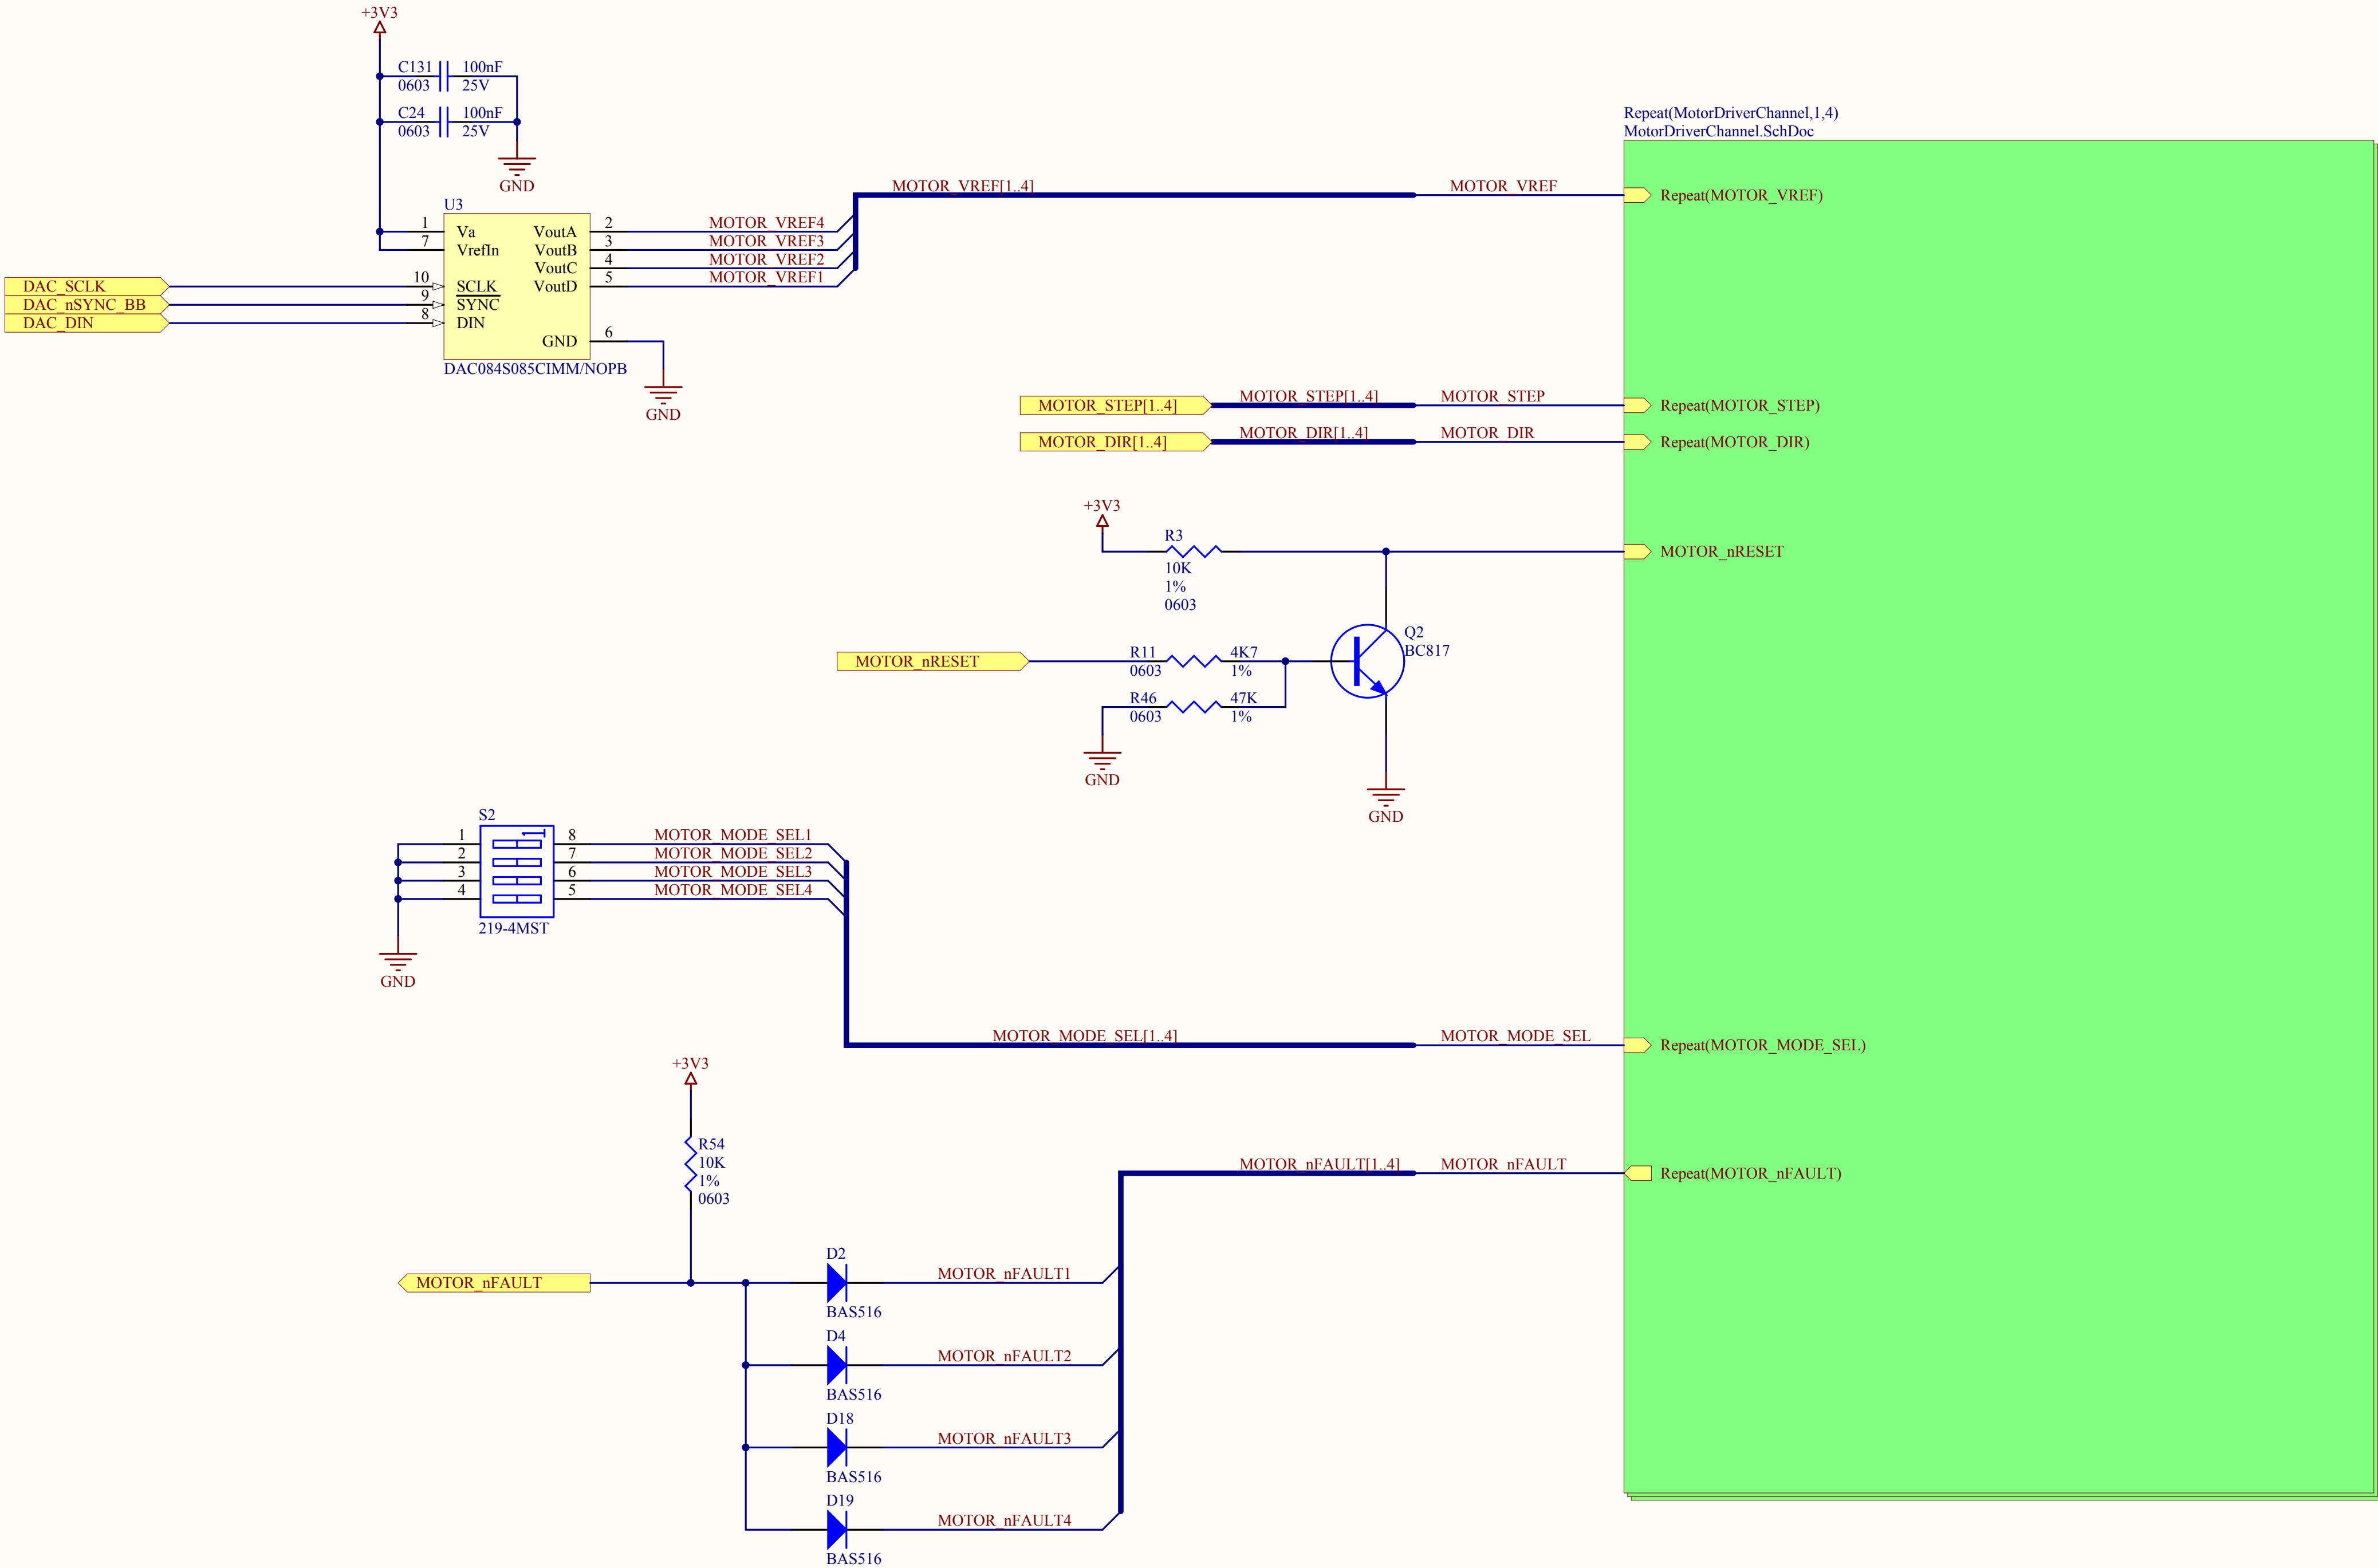 +3V3
C131 100nF
0603 25V
C24 100nF
0603 25V
GND
Repeat(MotorDriverChannel,1,4)
MotorDriverChannel.SchDoc
MOTOR_VREF[1..4] MOTOR_VREF Repeat(MOTOR_VREF)
U3
1 Va VoutA 2 MOTOR_VREF4
7 VrefIn VoutB 3 MOTOR_VREF3
VoutC 4 MOTOR_VREF2
DAC_SCLK 10 SCLK VoutD 5 MOTOR_VREF1
DAC_nSYNC_BB 9 SYNC
DAC_DIN 8 DIN
GND 6
DAC084S085CIMM/NOPB
GND
MOTOR_STEP[1..4] MOTOR_STEP[1..4] MOTOR_STEP Repeat(MOTOR_STEP)
MOTOR_DIR[1..4] MOTOR_DIR[1..4] MOTOR_DIR Repeat(MOTOR_DIR)
+3V3
R3
10K
1%
0603
MOTOR_nRESET
Q2
BC817
MOTOR_nRESET R11 4K7
0603 1%
R46 47K
0603 1%
GND
GND
S2
1 8 MOTOR_MODE_SEL1
2 7 MOTOR_MODE_SEL2
3 6 MOTOR_MODE_SEL3
4 5 MOTOR_MODE_SEL4
1
219-4MST
GND
MOTOR_MODE_SEL[1..4] MOTOR_MODE_SEL Repeat(MOTOR_MODE_SEL)
+3V3
R54
10K
1%
0603
MOTOR_nFAULT[1..4] MOTOR_nFAULT Repeat(MOTOR_nFAULT)
MOTOR_nFAULT
D2
MOTOR_nFAULT1
BAS516
D4
MOTOR_nFAULT2
BAS516
D18
MOTOR_nFAULT3
BAS516
D19
MOTOR_nFAULT4
BAS516